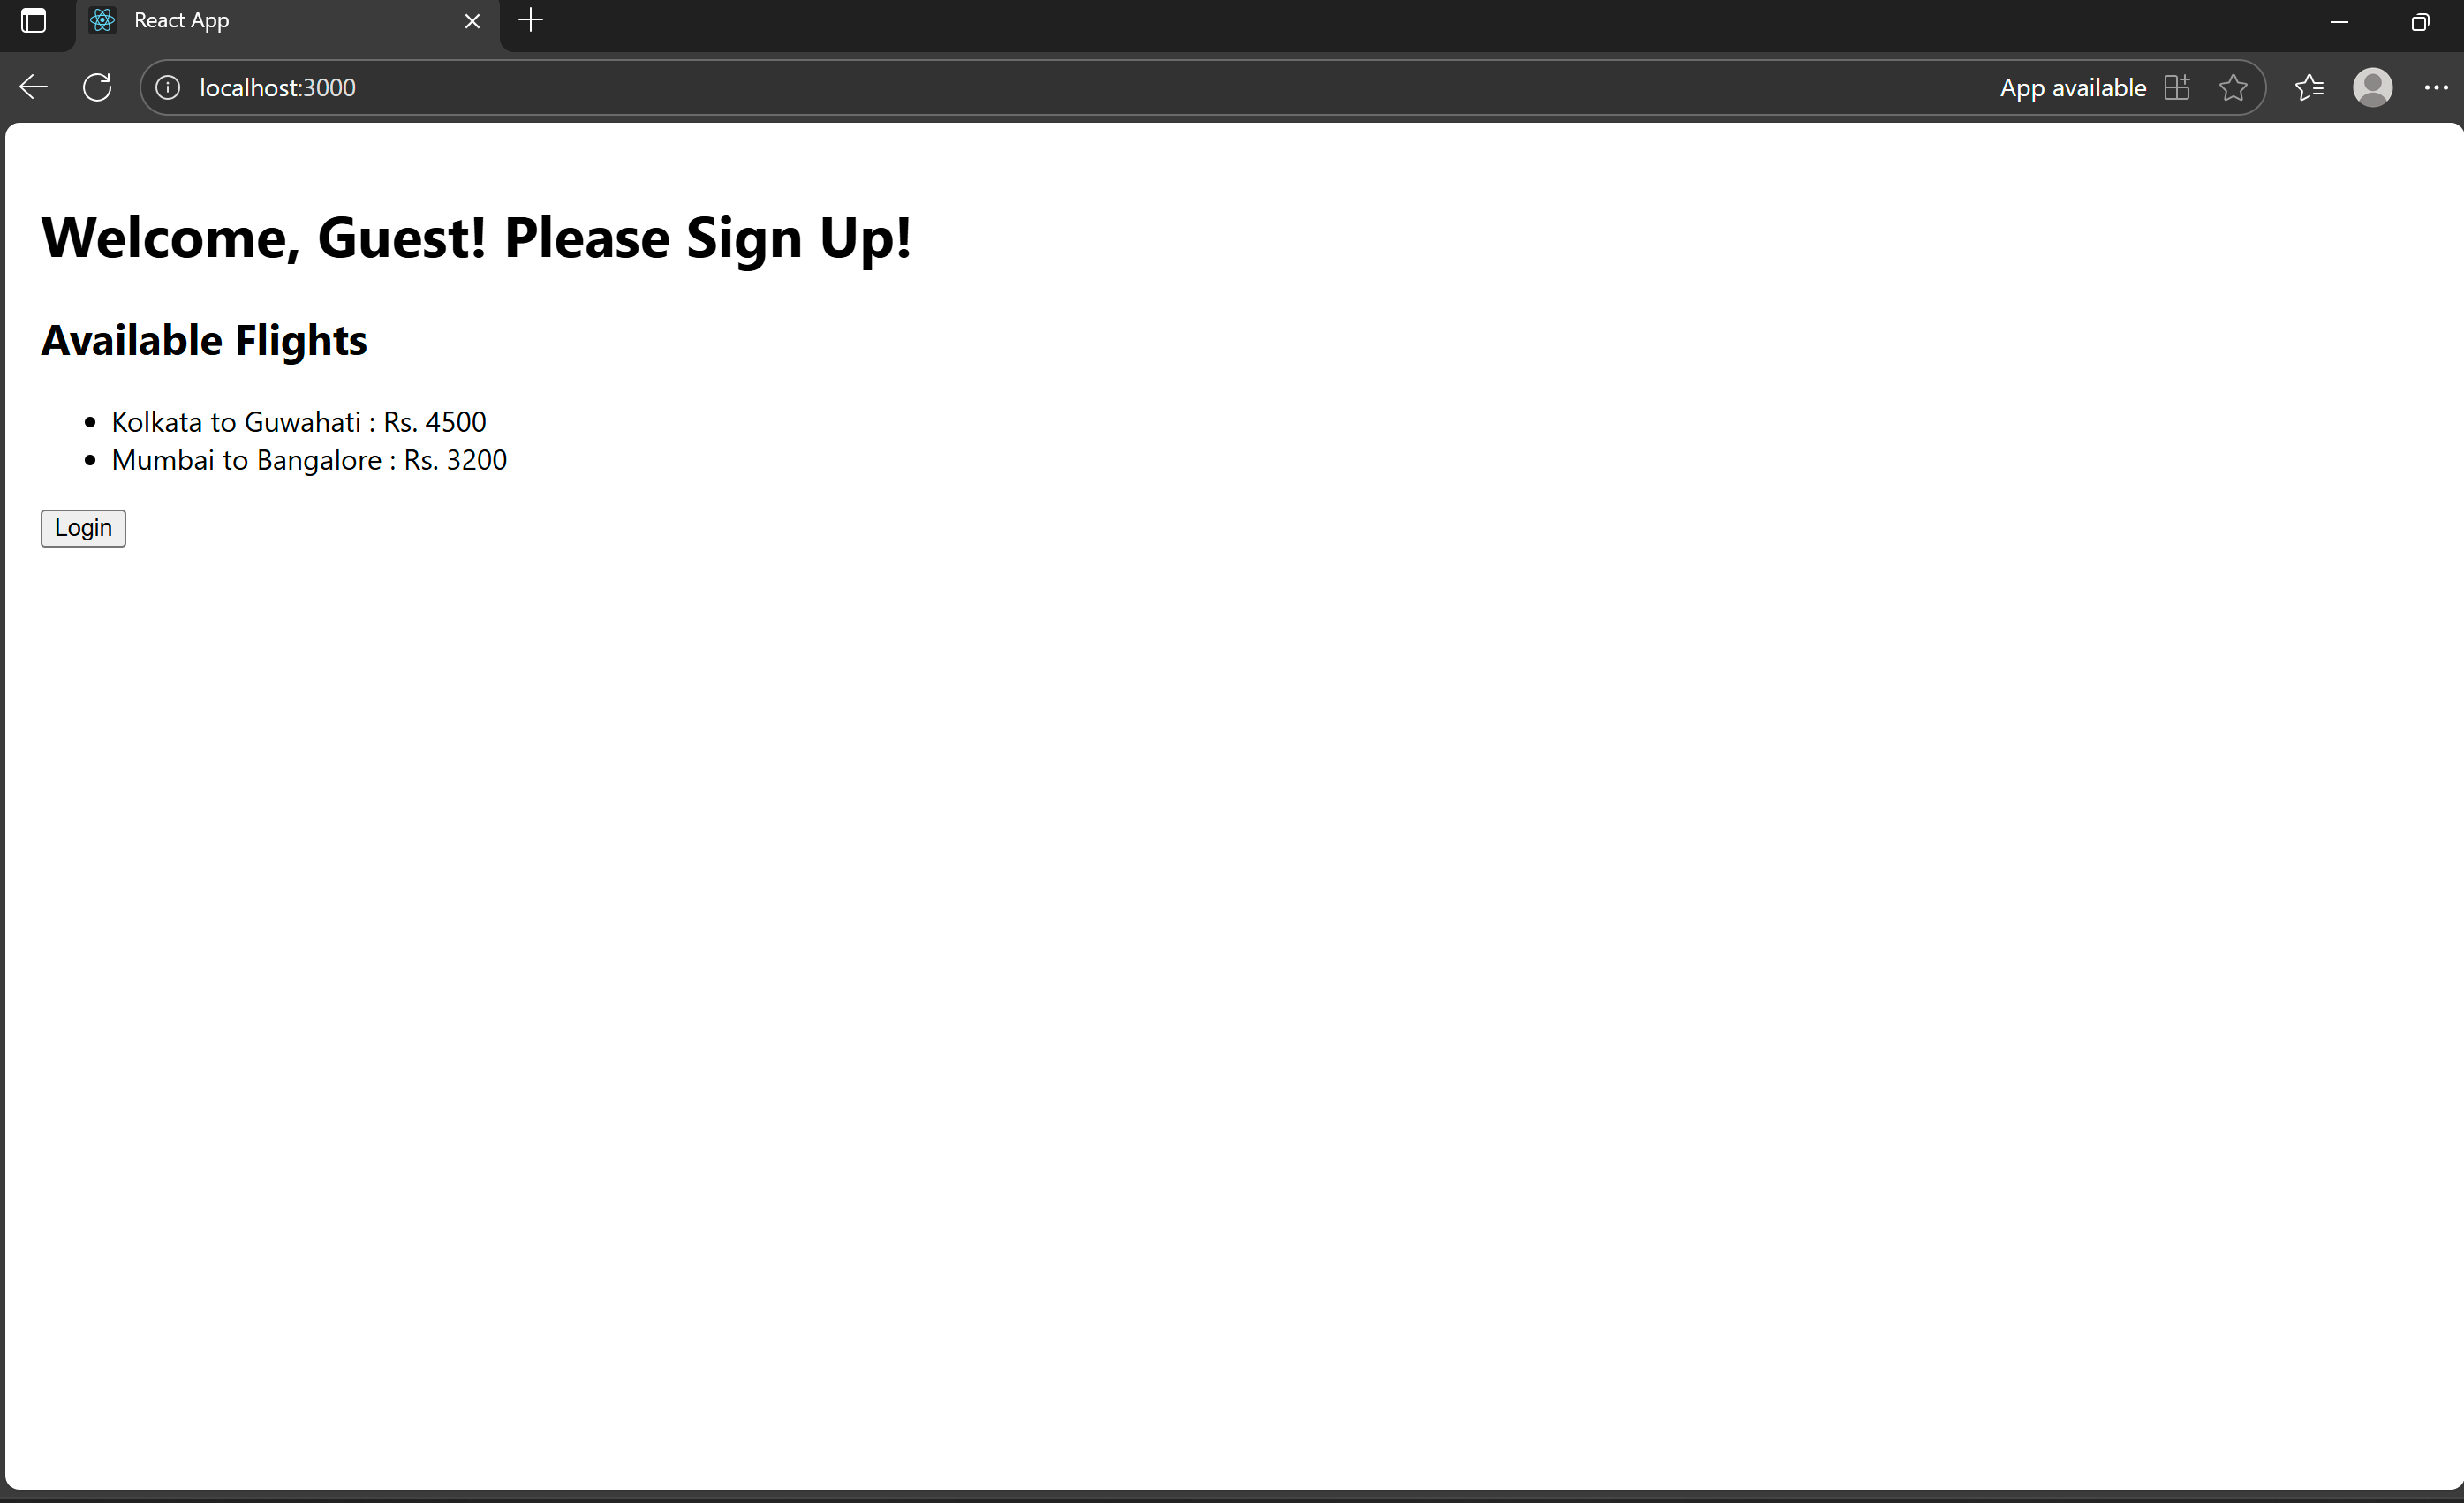 React App
localhost:3000
App available
Welcome, Guest! Please Sign Up!
Available Flights
Kolkata to Guwahati : Rs. 4500
Mumbai to Bangalore : Rs. 3200
Login